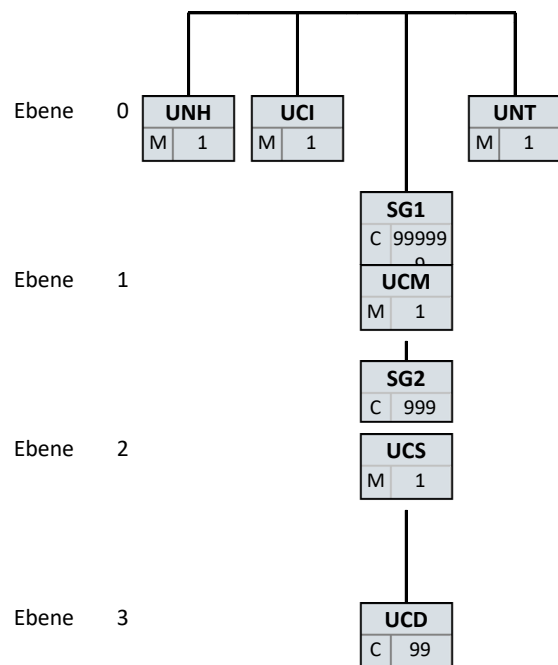 Ebene 0 UNH UCI UNT
M 1 M 1 M 1
SG1
C 99999
9
Ebene 1 UCM
M 1
SG2
C 999
Ebene 2 UCS
M 1
Ebene 3 UCD
C 99